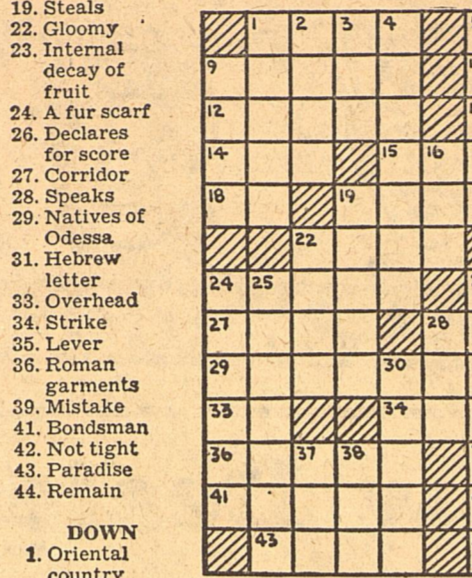 19. Steals
22. Gloomy
23. Internal
decay of
fruit
24. A fur scarf
26. Declares
for score
27. Corridor
28. Speaks
29. Natives of
Odessa
31. Hebrew
letter
33. Overhead
34. Strike
35. Lever
36. Roman
garments
39. Mistake
41. Bondsman
42. Not tight
43. Paradise
44. Remain
DOWN
1. Oriental
country
1 2 3 4
9
12
14 15 16
18 19
22
24 25
27 28
29 30
33 34
36 37 38
41
43